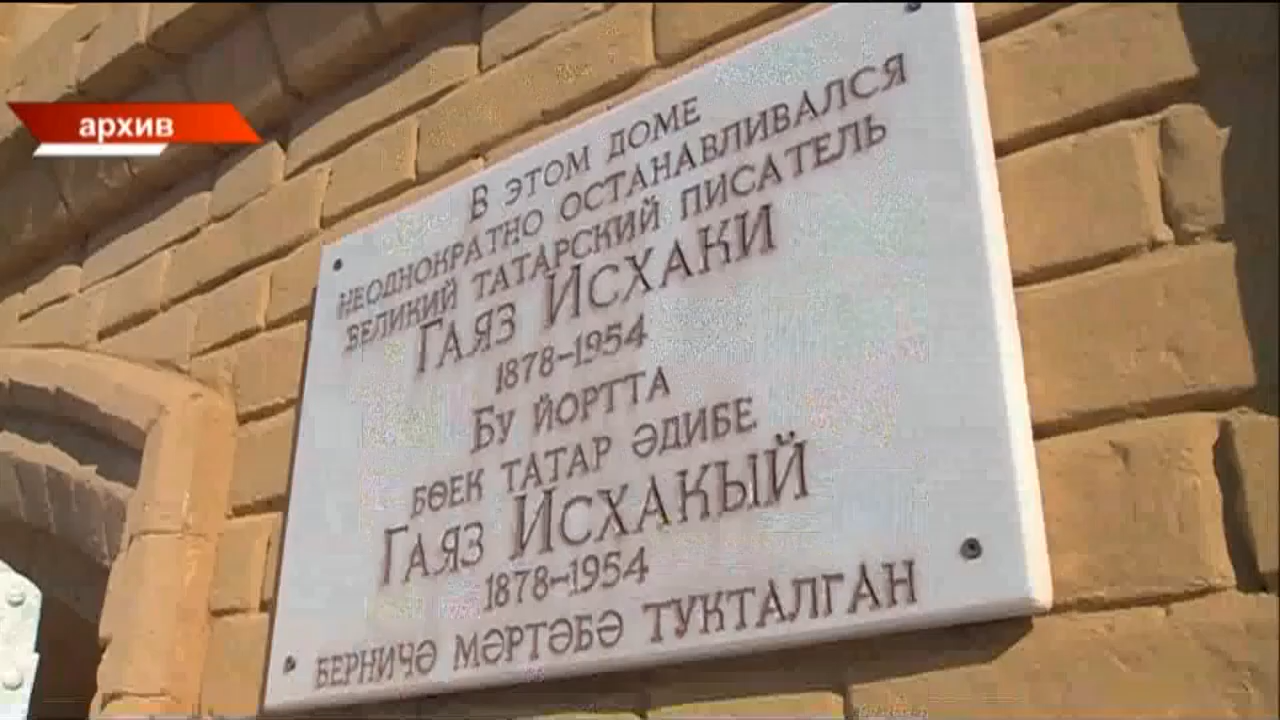 архив
В ЭТОМ ДОМЕ
НЕОДНОКРАТНО ОСТАНАВЛИВАЛСЯ
ВЕЛИКИЙ ТАТАРСКИЙ ПИСАТЕЛЬ
ГАЯЗ ИСХАКИ
1878–1954
БУ ЙОРТТА
БӨЕК ТАТАР ӘДИБЕ
ГАЯЗ ИСХАКЫЙ
1878–1954
БЕРНИЧӘ МӘРТӘБӘ ТУКТАЛГАН